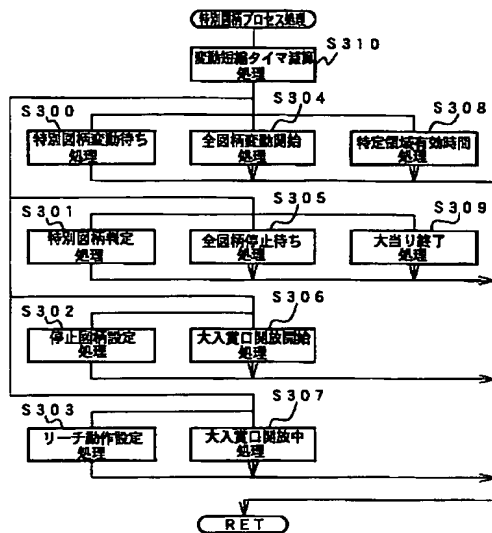 特別図柄プロセス処理
S310
変動短縮タイマ減算
処理
S300
S304
S308
特別図柄変動待ち
処理
全図柄変動開始
処理
特定領域有効時間
処理
S301
S305
S309
特別図柄判定
処理
全図柄停止待ち
処理
大当り終了
処理
S302
S306
停止図柄設定
処理
大入賞口開放開始
処理
S303
S307
リーチ動作設定
処理
大入賞口開放中
処理
RET